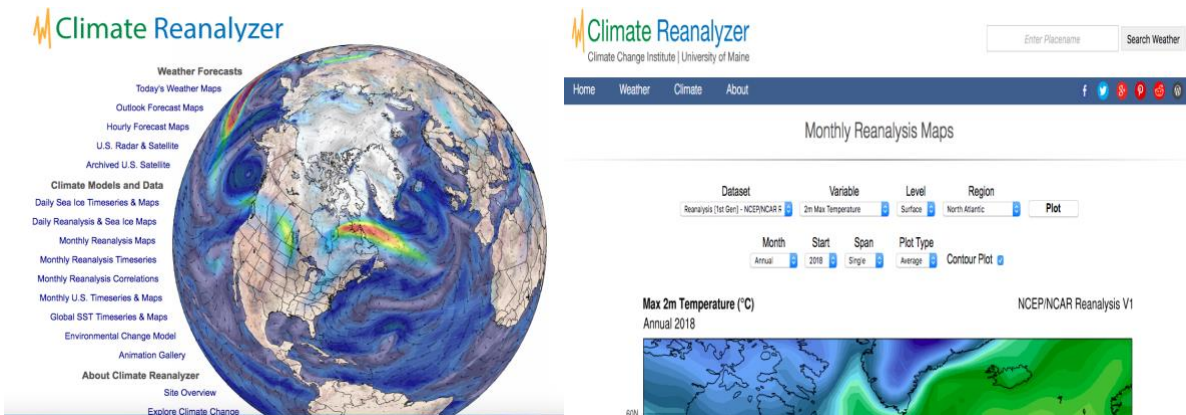 Climate Reanalyzer
Weather Forecasts
Today's Weather Maps
Outlook Forecast Maps
Hourly Forecast Maps
U.S. Radar & Satellite
Archived U.S. Satellite
Climate Models and Data
Daily Sea Ice Timeseries & Maps
Daily Reanalysis & Sea Ice Maps
Monthly Reanalysis Maps
Monthly Reanalysis Timeseries
Monthly Reanalysis Correlations
Monthly U.S. Timeseries & Maps
Global SST Timeseries & Maps
Environmental Change Model
Animation Gallery
About Climate Reanalyzer
Site Overview
Explore Climate Change
Climate Reanalyzer
Climate Change Institute | University of Maine
Enter Placename Search Weather
Home Weather Climate About
Monthly Reanalysis Maps
Dataset Variable Level Region
Reanalysis [1st Gen] - NCEP/NCAR R 2m Max Temperature Surface North Atlantic Plot
Month Start Span Plot Type
Annual 2018 Single Average Contour Plot
Max 2m Temperature (°C) NCEP/NCAR Reanalysis V1
Annual 2018
60N